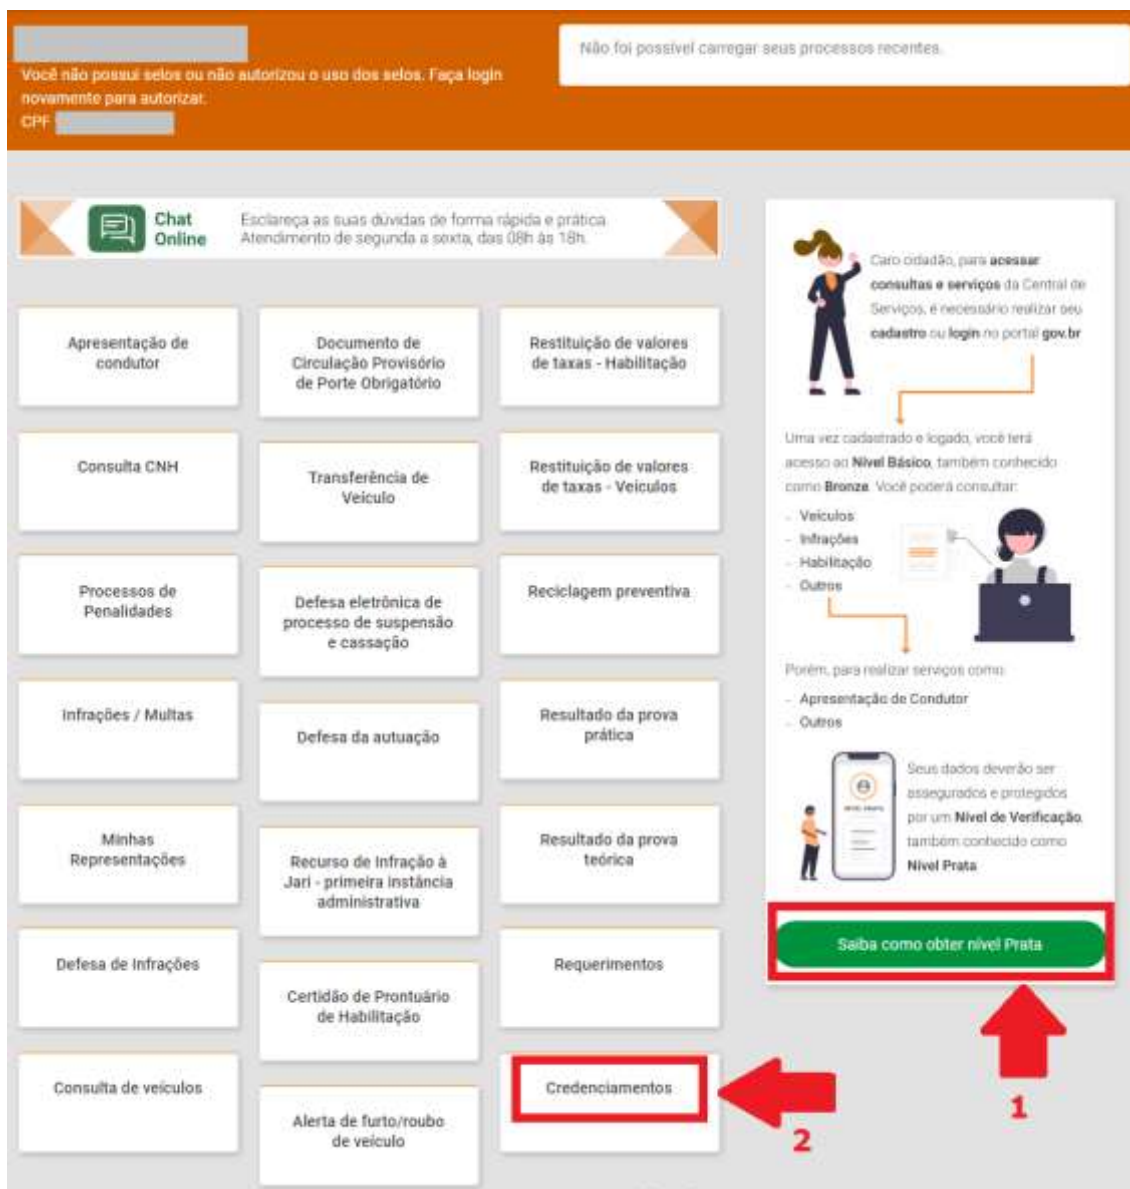 Você não possui selos ou não autorizou o uso dos selos. Faça login
novamente para autorizar.
CPF
Não foi possível carregar seus processos recentes.
Chat
Online
Esclareça as suas dúvidas de forma rápida e prática.
Atendimento de segunda a sexta, das 08h às 18h.
Apresentação de
condutor
Documento de
Circulação Provisório
de Porte Obrigatório
Restituição de valores
de taxas - Habilitação
Consulta CNH
Transferência de
Veículo
Restituição de valores
de taxas - Veículos
Processos de
Penalidades
Defesa eletrônica de
processo de suspensão
e cassação
Reciclagem preventiva
Infrações / Multas
Defesa da autuação
Resultado da prova
prática
Minhas
Representações
Recurso de Infração à
Jari - primeira instância
administrativa
Resultado da prova
teórica
Defesa de Infrações
Certidão de Prontuário
de Habilitação
Requerimentos
Consulta de veículos
Alerta de furto/roubo
de veículo
Credenciamentos
2
Caro cidadão, para acessar
consultas e serviços da Central de
Serviços, é necessário realizar seu
cadastro ou login no portal gov.br
Uma vez cadastrado e logado, você terá
acesso ao Nível Básico, também conhecido
como Bronze. Você poderá consultar:
- Veículos
- Infrações
- Habilitação
- Outros
Porém, para realizar serviços como:
- Apresentação de Condutor
- Outros
NÍVEL PRATA
Seus dados deverão ser
assegurados e protegidos
por um Nível de Verificação,
também conhecido como
Nível Prata
Saiba como obter nível Prata
1